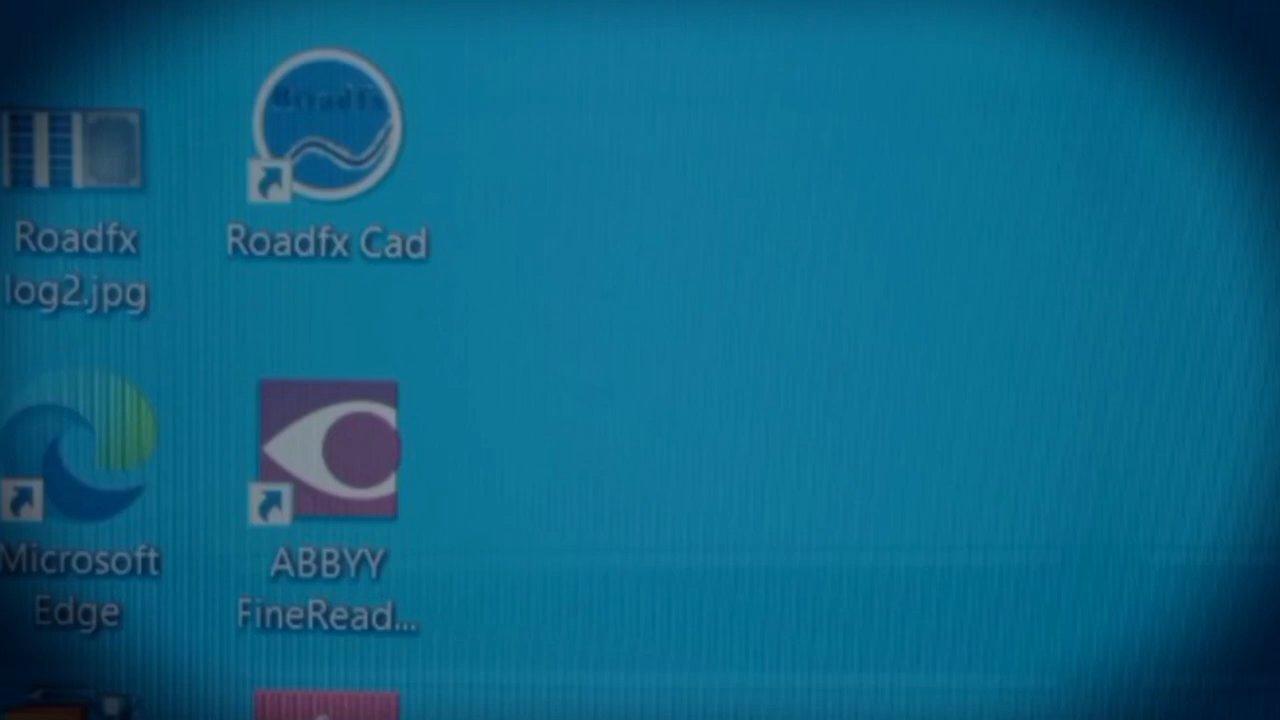 Roadfx
log2.jpg
Roadfx Cad
Microsoft
Edge
ABBYY
FineRead...